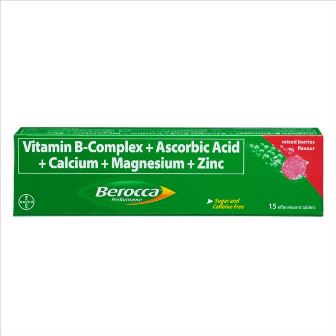 Vitamin B-Complex + Ascorbic Acid
+ Calcium + Magnesium + Zinc
mixed berries
flavour
Berocca
Performance
Sugar and
Caffeine Free
BAYER
15 effervescent tablets